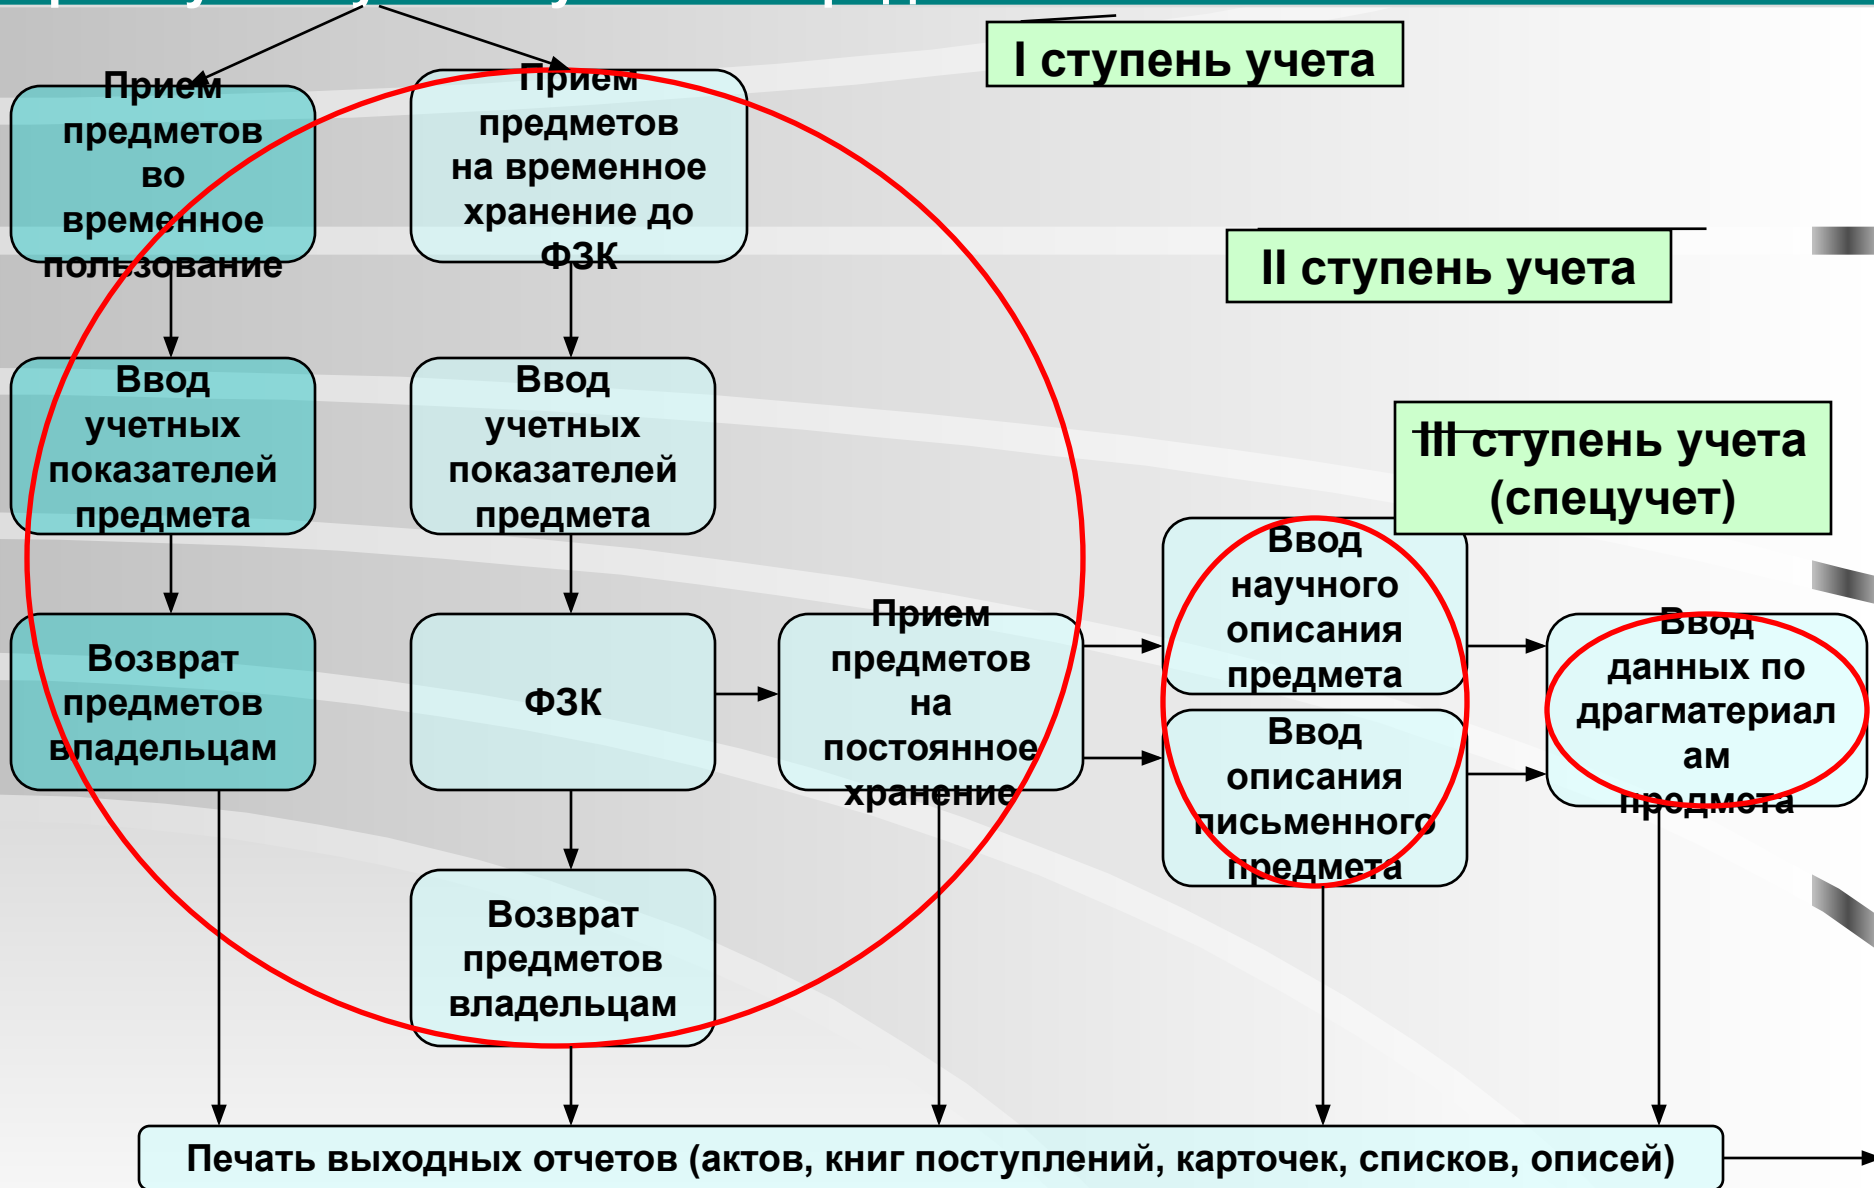 I ступень учета
Прием
предметов
во
временное
пользование
Прием
предметов
на временное
хранение до
ФЗК
II ступень учета
Ввод
учетных
показателей
предмета
Ввод
учетных
показателей
предмета
III ступень учета
(спецучет)
Возврат
предметов
владельцам
ФЗК
Прием
предметов
на
постоянное
хранение
Ввод
научного
описания
предмета
Ввод
описания
письменного
предмета
Ввод
данных по
драгматериал
ам
предмета
Возврат
предметов
владельцам
Печать выходных отчетов (актов, книг поступлений, карточек, списков, описей)